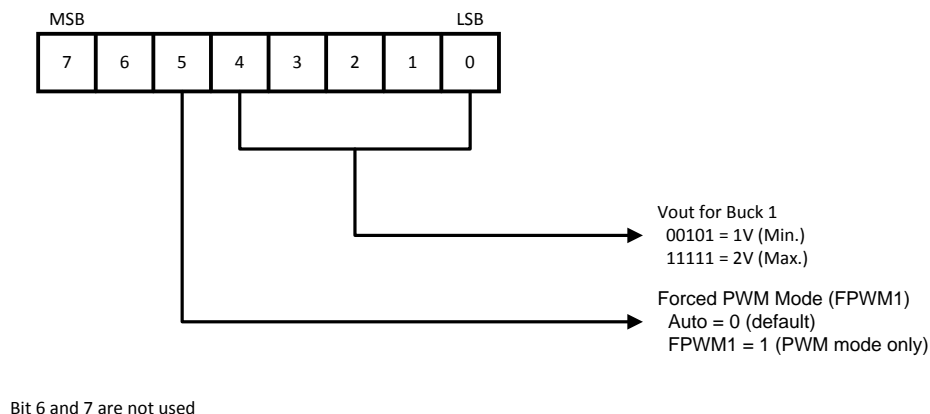 MSB LSB
7 6 5 4 3 2 1 0
Vout for Buck 1
00101 = 1V (Min.)
11111 = 2V (Max.)
Forced PWM Mode (FPWM1)
Auto = 0 (default)
FPWM1 = 1 (PWM mode only)
Bit 6 and 7 are not used